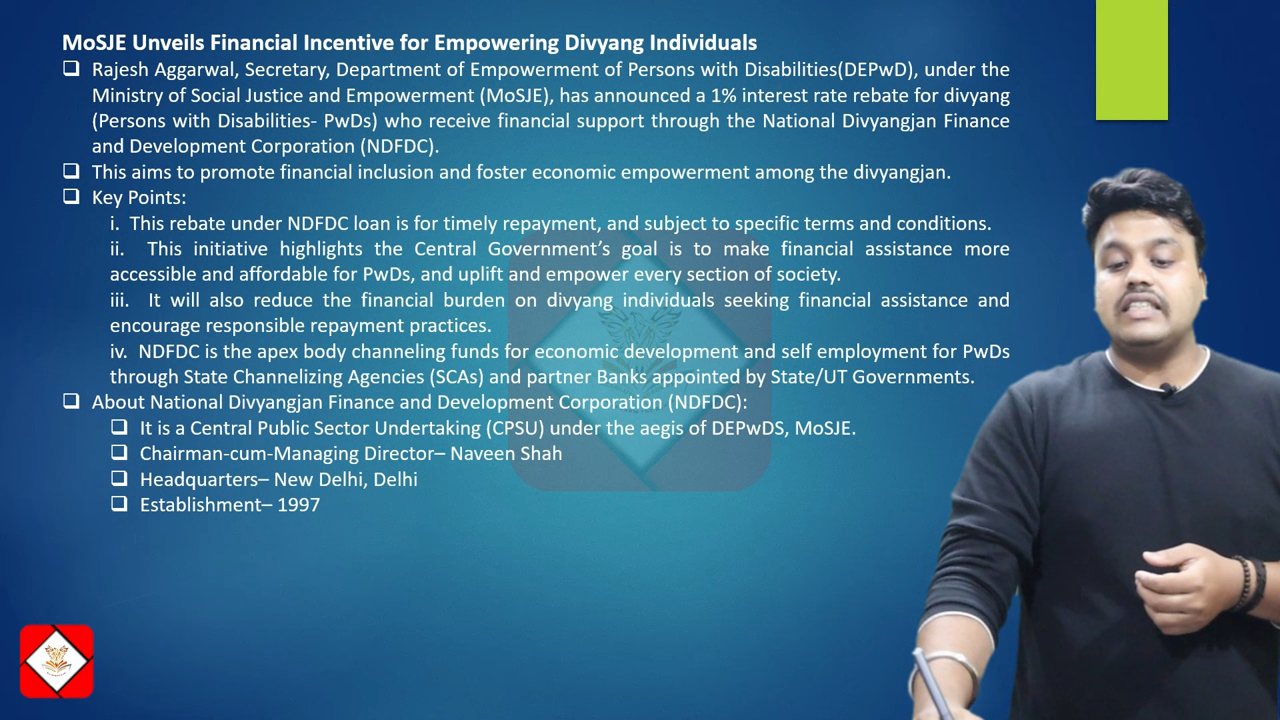 MoSJE Unveils Financial Incentive for Empowering Divyang Individuals
❑ Rajesh Aggarwal, Secretary, Department of Empowerment of Persons with Disabilities(DEPwD), under the
Ministry of Social Justice and Empowerment (MoSJE), has announced a 1% interest rate rebate for divyang
(Persons with Disabilities- PwDs) who receive financial support through the National Divyangjan Finance
and Development Corporation (NDFDC).
❑ This aims to promote financial inclusion and foster economic empowerment among the divyangjan.
❑ Key Points:
i. This rebate under NDFDC loan is for timely repayment, and subject to specific terms and conditions.
ii. This initiative highlights the Central Government’s goal is to make financial assistance more
accessible and affordable for PwDs, and uplift and empower every section of society.
iii. It will also reduce the financial burden on divyang individuals seeking financial assistance and
encourage responsible repayment practices.
iv. NDFDC is the apex body channeling funds for economic development and self employment for PwDs
through State Channelizing Agencies (SCAs) and partner Banks appointed by State/UT Governments.
❑ About National Divyangjan Finance and Development Corporation (NDFDC):
❑ It is a Central Public Sector Undertaking (CPSU) under the aegis of DEPwDS, MoSJE.
❑ Chairman-cum-Managing Director– Naveen Shah
❑ Headquarters– New Delhi, Delhi
❑ Establishment– 1997